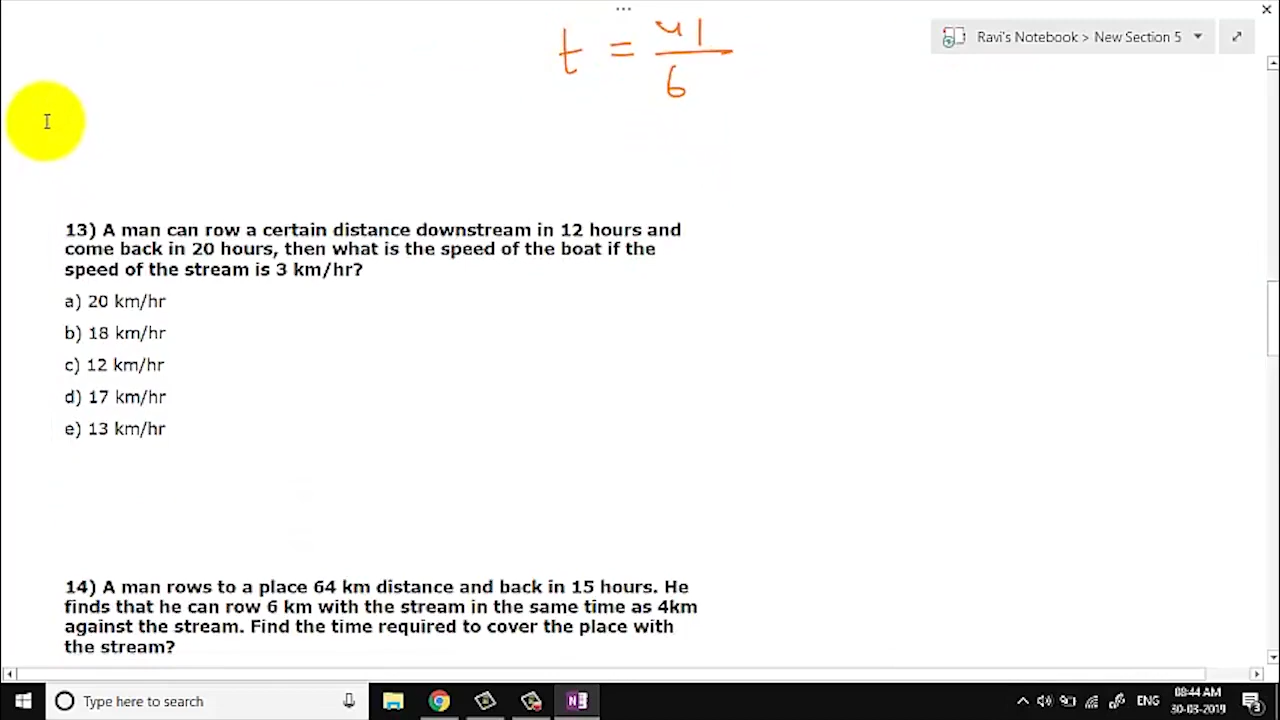 ...
Ravi's Notebook > New Section 5
t = 41
6
13) A man can row a certain distance downstream in 12 hours and
come back in 20 hours, then what is the speed of the boat if the
speed of the stream is 3 km/hr?
a) 20 km/hr
b) 18 km/hr
c) 12 km/hr
d) 17 km/hr
e) 13 km/hr
14) A man rows to a place 64 km distance and back in 15 hours. He
finds that he can row 6 km with the stream in the same time as 4km
against the stream. Find the time required to cover the place with
the stream?
Type here to search
ENG
08:44 AM
30-03-2019
3